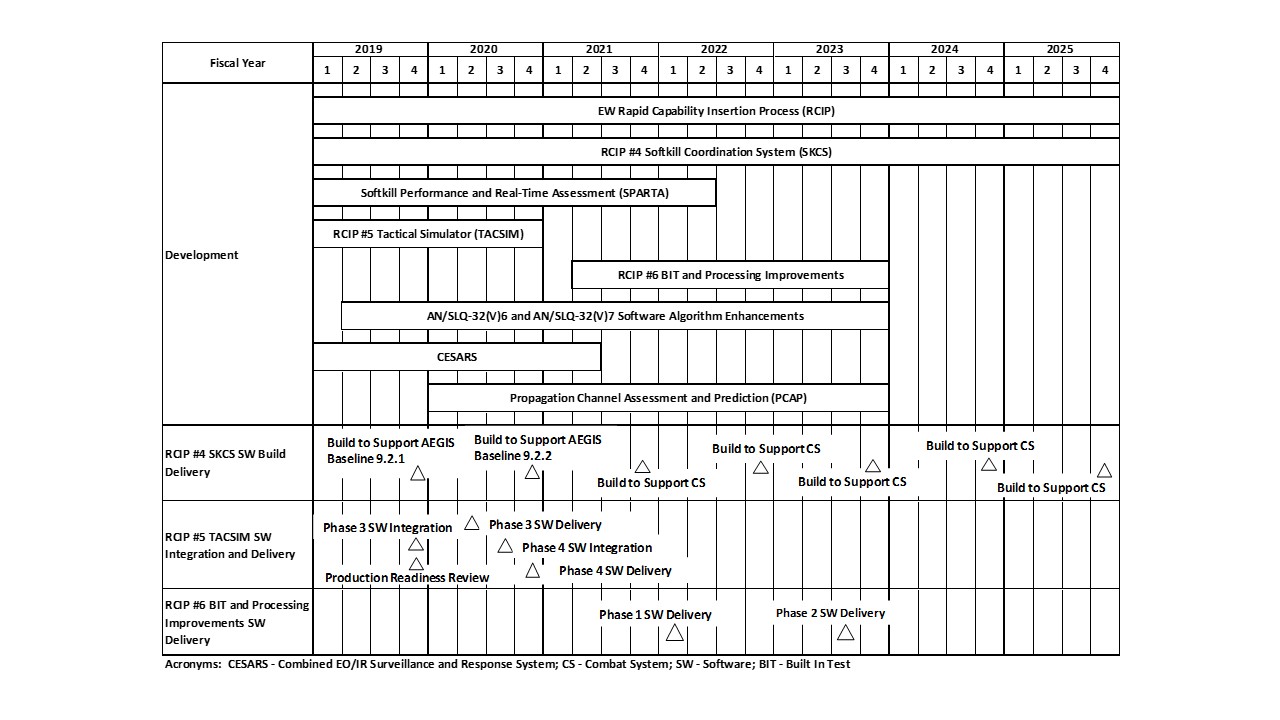 Fiscal Year
2019 2020 2021 2022 2023 2024 2025
1 2 3 4 1 2 3 4 1 2 3 4 1 2 3 4 1 2 3 4 1 2 3 4 1 2 3 4
Development
EW Rapid Capability Insertion Process (RCIP)
RCIP #4 Softkill Coordination System (SKCS)
Softkill Performance and Real-Time Assessment (SPARTA)
RCIP #5 Tactical Simulator (TACSIM)
RCIP #6 BIT and Processing Improvements
AN/SLQ-32(V)6 and AN/SLQ-32(V)7 Software Algorithm Enhancements
CESARS
Propagation Channel Assessment and Prediction (PCAP)
RCIP #4 SKCS SW Build
Delivery
Build to Support AEGIS
Baseline 9.2.1
Build to Support AEGIS
Baseline 9.2.2
Build to Support CS
Build to Support CS
Build to Support CS
Build to Support CS
Build to Support CS
RCIP #5 TACSIM SW
Integration and Delivery
Phase 3 SW Integration
Phase 3 SW Delivery
Phase 4 SW Integration
Production Readiness Review
Phase 4 SW Delivery
RCIP #6 BIT and Processing
Improvements SW
Delivery
Phase 1 SW Delivery
Phase 2 SW Delivery
Acronyms: CESARS - Combined EO/IR Surveillance and Response System; CS - Combat System; SW - Software; BIT - Built In Test